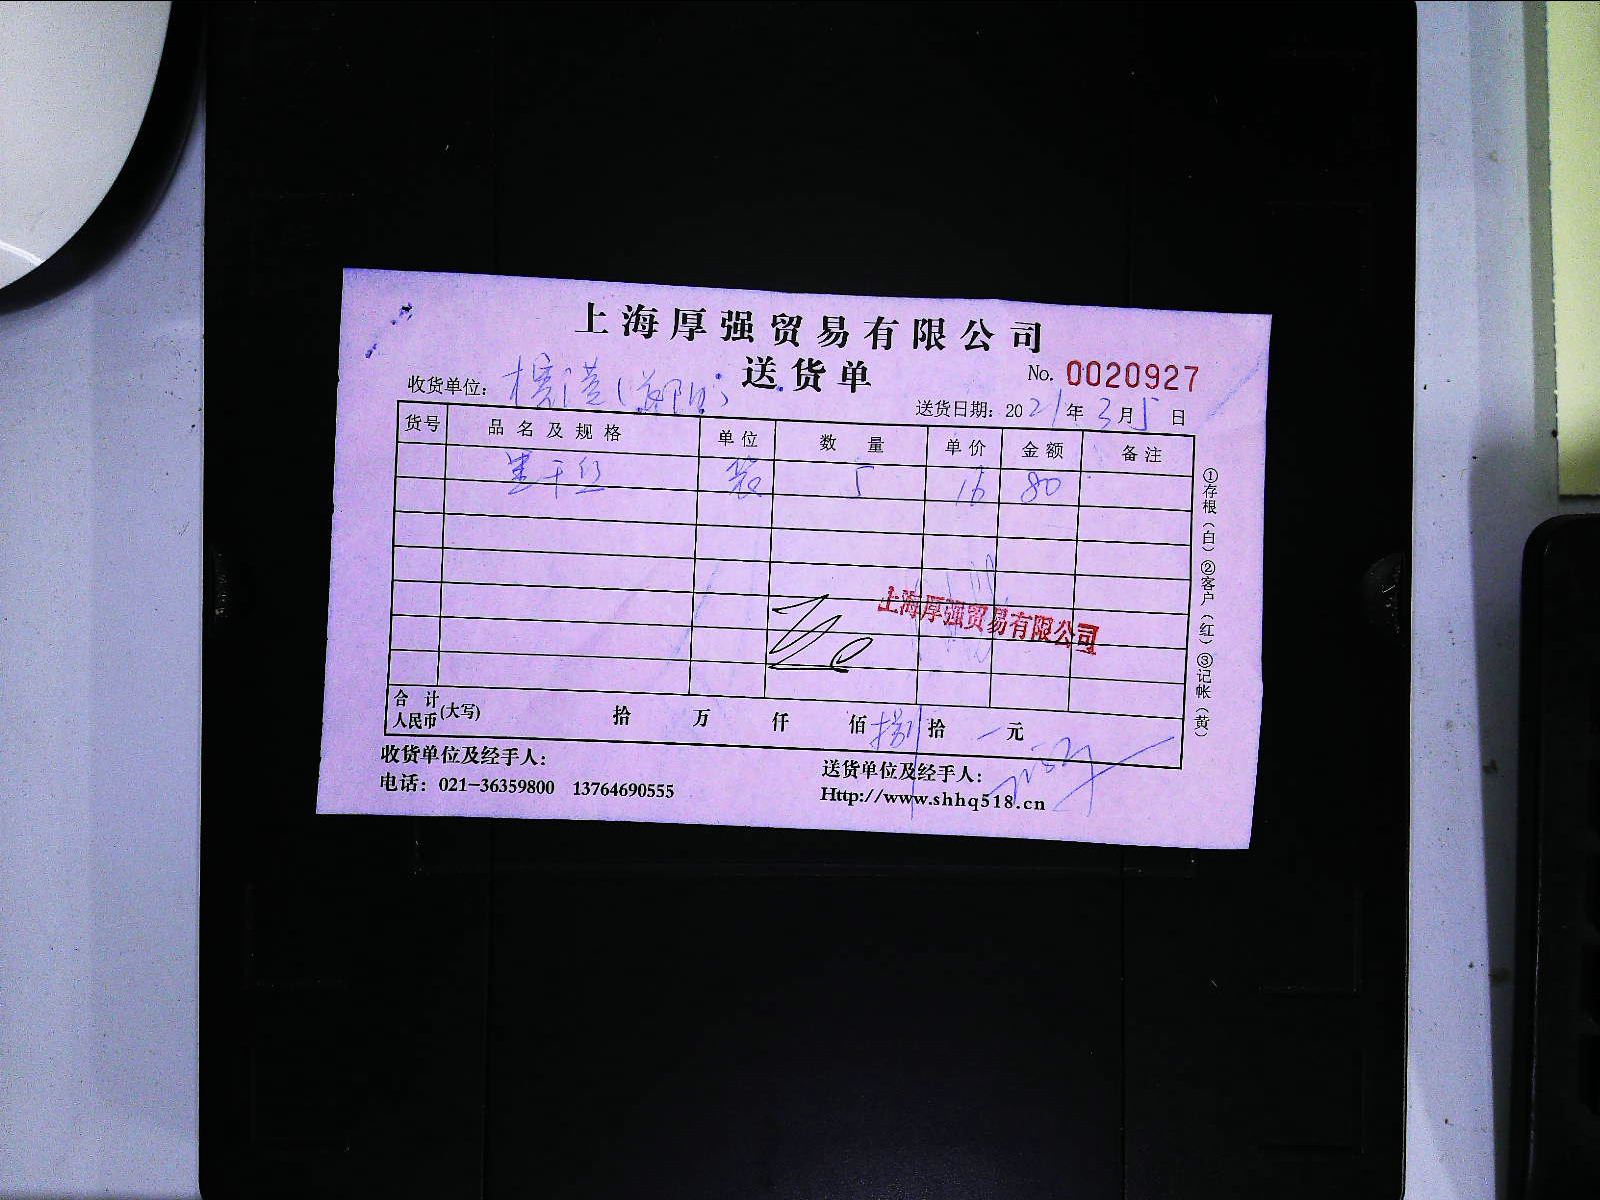 上海厚强贸易有限公司
送货单
No. 0020927
收货单位:
送货日期: 2021年3月5日
货号 品名及规格 单位 数量 单价 金额 备注
干丝 袋 5 16 80
上海厚强贸易有限公司
合计人民币(大写) 拾 万 仟 佰 捌拾 元
收货单位及经手人:
送货单位及经手人:
电话: 021-36359800 13764690555
Http://www.shhq518.cn
①存根(白) ②客户(红) ③记帐(黄)